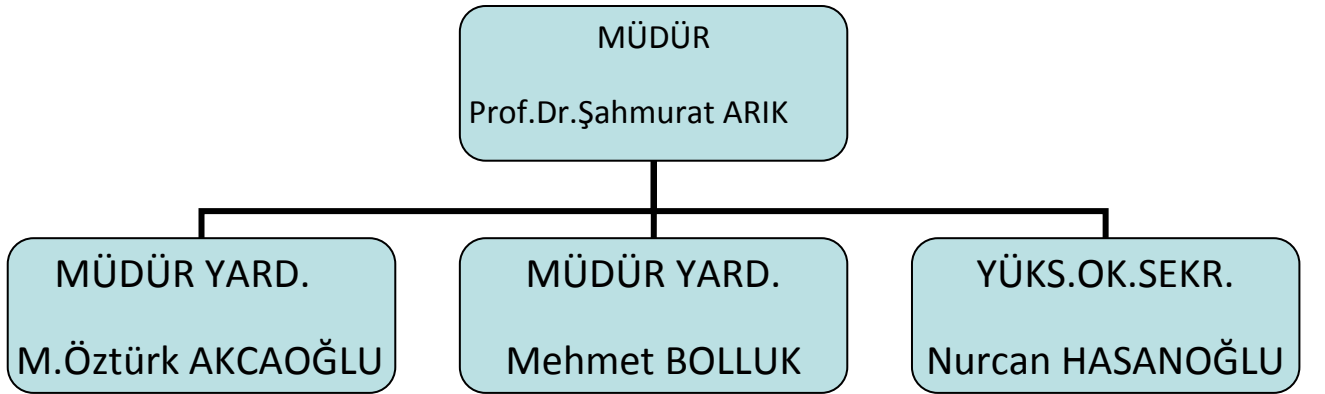 MÜDÜR
Prof.Dr.Şahmurat ARIK
MÜDÜR YARD.
M.Öztürk AKCAOĞLU
MÜDÜR YARD.
Mehmet BOLLUK
YÜKS.OK.SEKR.
Nurcan HASANOĞLU